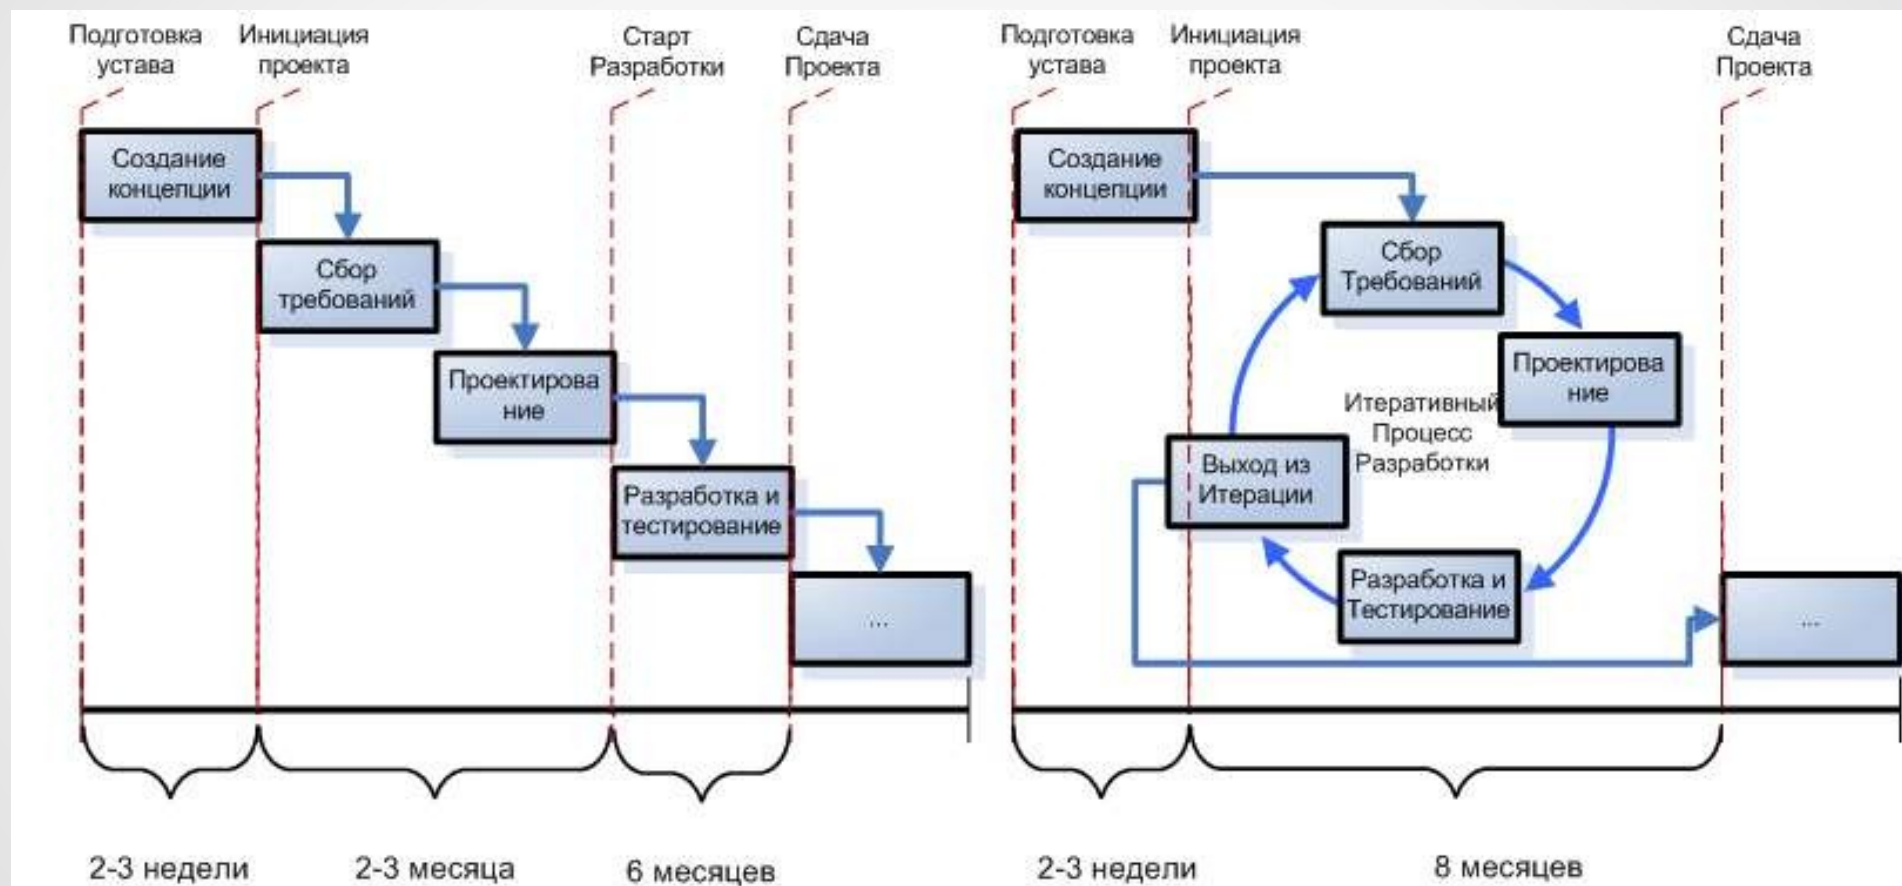 Подготовка
устава
Инициация
проекта
Старт
Разработки
Сдача
Проекта
Создание
концепции
Сбор
требований
Проектирова
ние
Разработка и
тестирование
...
2-3 недели
2-3 месяца
6 месяцев
Подготовка
устава
Инициация
проекта
Сдача
Проекта
Создание
концепции
Сбор
Требований
Проектирова
ние
Итеративный
Процесс
Разработки
Выход из
Итерации
Разработка и
Тестирование
...
2-3 недели
8 месяцев